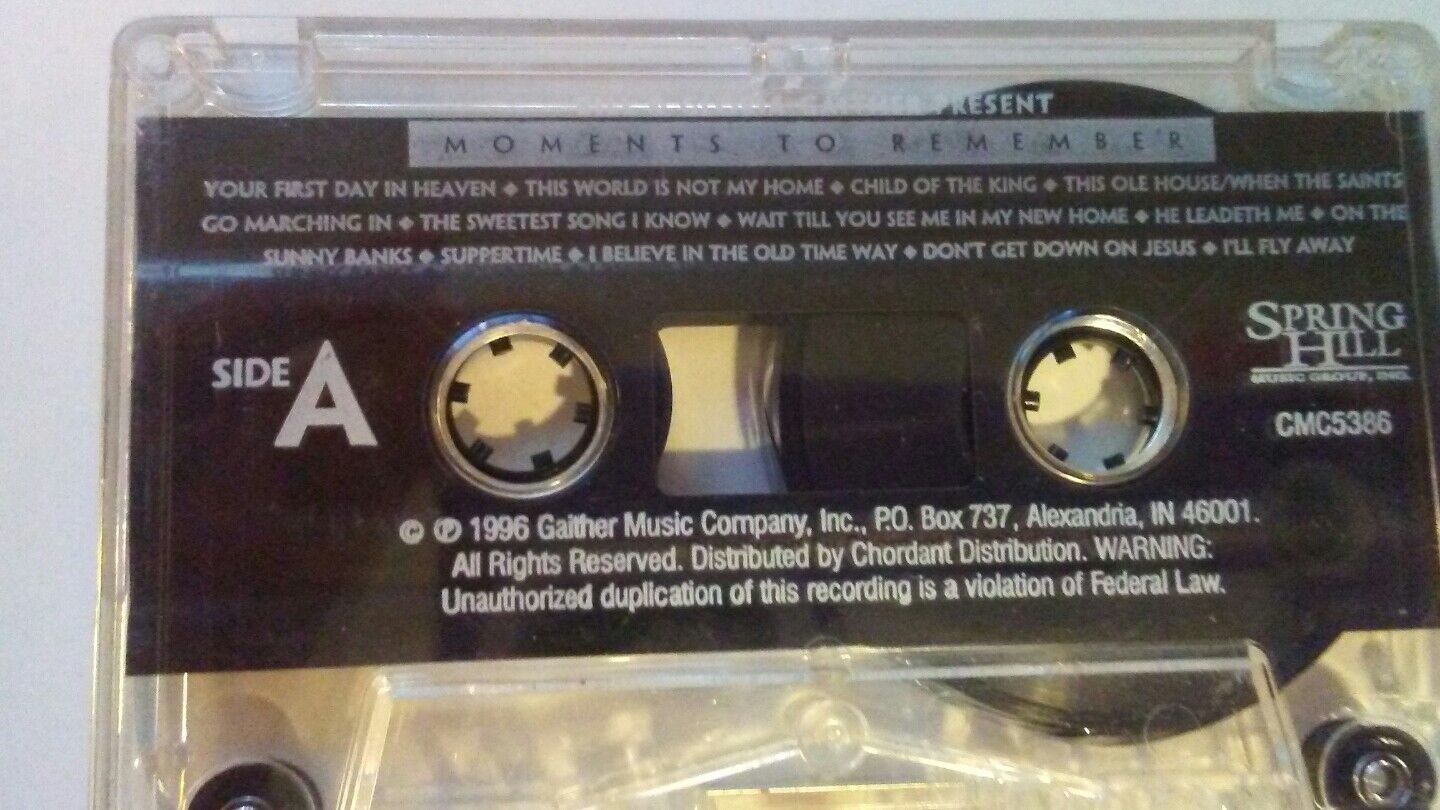 PRESENT
MOMENTS TO REMEMBER
YOUR FIRST DAY IN HEAVEN ◆ THIS WORLD IS NOT MY HOME ◆ CHILD OF THE KING ◆ THIS OLE HOUSE/WHEN THE SAINTS
GO MARCHING IN ◆ THE SWEETEST SONG I KNOW ◆ WAIT TILL YOU SEE ME IN MY NEW HOME ◆ HE LEADETH ME ◆ ON THE
SUNNY BANKS ◆ SUPPERTIME ◆ I BELIEVE IN THE OLD TIME WAY ◆ DON'T GET DOWN ON JESUS ◆ I'LL FLY AWAY
SIDE A
SPRING
HILL
MUSIC GROUP, INC.
CMC5386
© ℗ 1996 Gaither Music Company, Inc., P.O. Box 737, Alexandria, IN 46001.
All Rights Reserved. Distributed by Chordant Distribution. WARNING:
Unauthorized duplication of this recording is a violation of Federal Law.